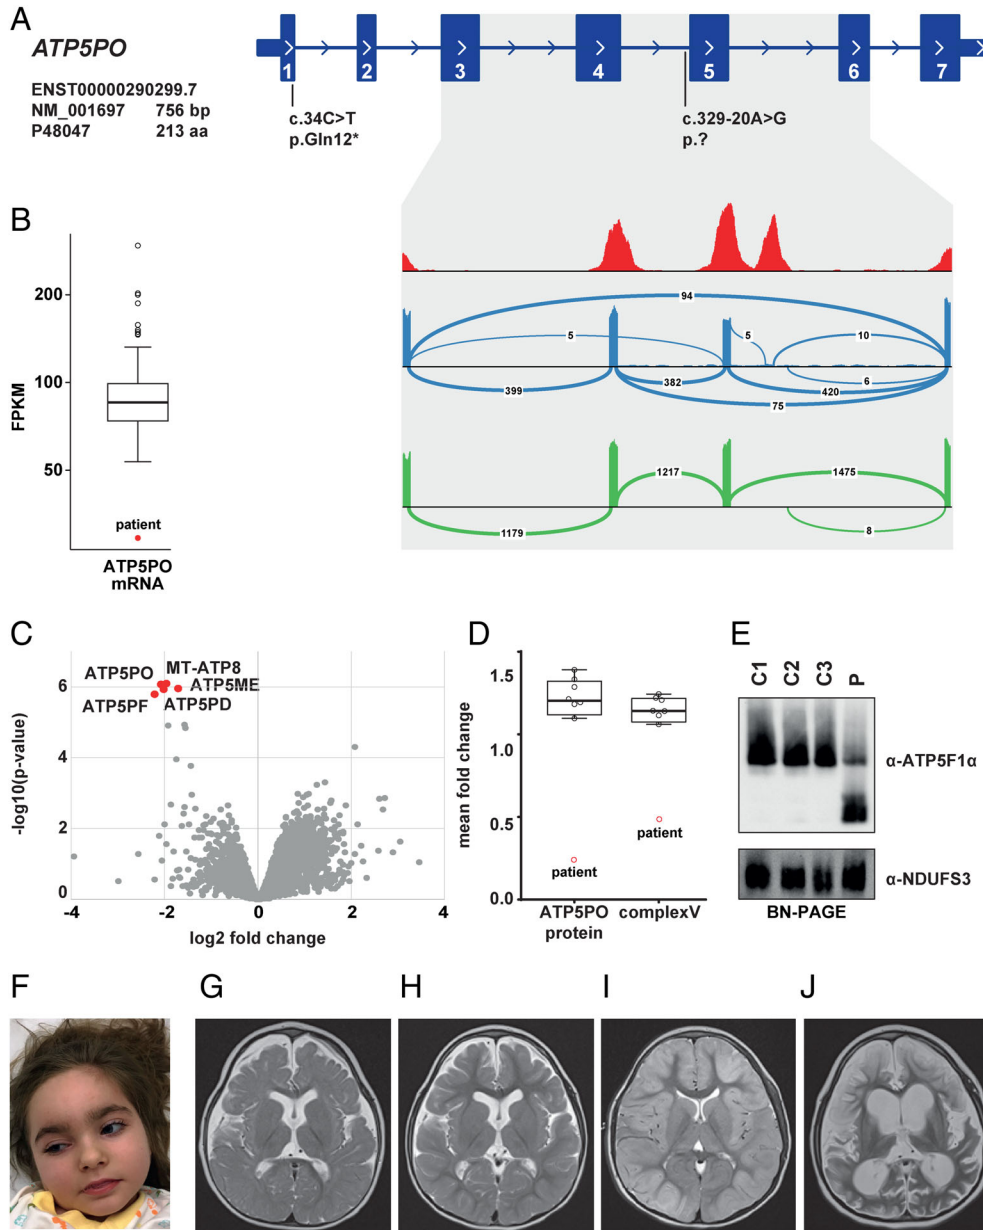 A
ATP5PO
ENST00000290299.7
NM_001697 756 bp
P48047 213 aa
1 2 3 4 5 6 7
c.34C>T
p.Gln12*
c.329-20A>G
p.?
94
5 5 10
399 382 420 6
75
1217 1475
1179 8
B
FPKM
200
100
50
patient
ATP5PO
mRNA
C
-log10(p-value)
6
4
2
0
ATP5PO MT-ATP8
ATP5ME
ATP5PF ATP5PD
-4 -2 0 2 4
log2 fold change
D
mean fold change
1.5
1.0
0.5
0.0
patient
patient
ATP5PO
protein
complexV
E
C1 C2 C3 P
α-ATP5F1α
α-NDUFS3
BN-PAGE
F G H I J